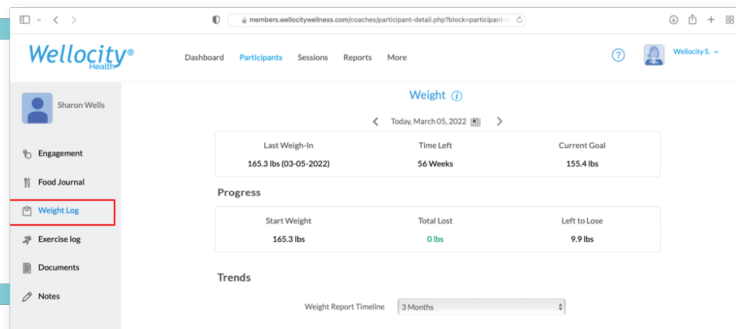 members.wellocitywellness.com/coaches/participant-detail.php?block=participant-
Wellocity®
Health
Dashboard Participants Sessions Reports More
? Wellocity S.
Sharon Wells
Engagement
Food Journal
Weight Log
Exercise log
Documents
Notes
Weight i
Today, March 05, 2022
Last Weigh-In Time Left Current Goal
165.3 lbs (03-05-2022) 56 Weeks 155.4 lbs
Progress
Start Weight Total Lost Left to Lose
165.3 lbs 0 lbs 9.9 lbs
Trends
Weight Report Timeline 3 Months